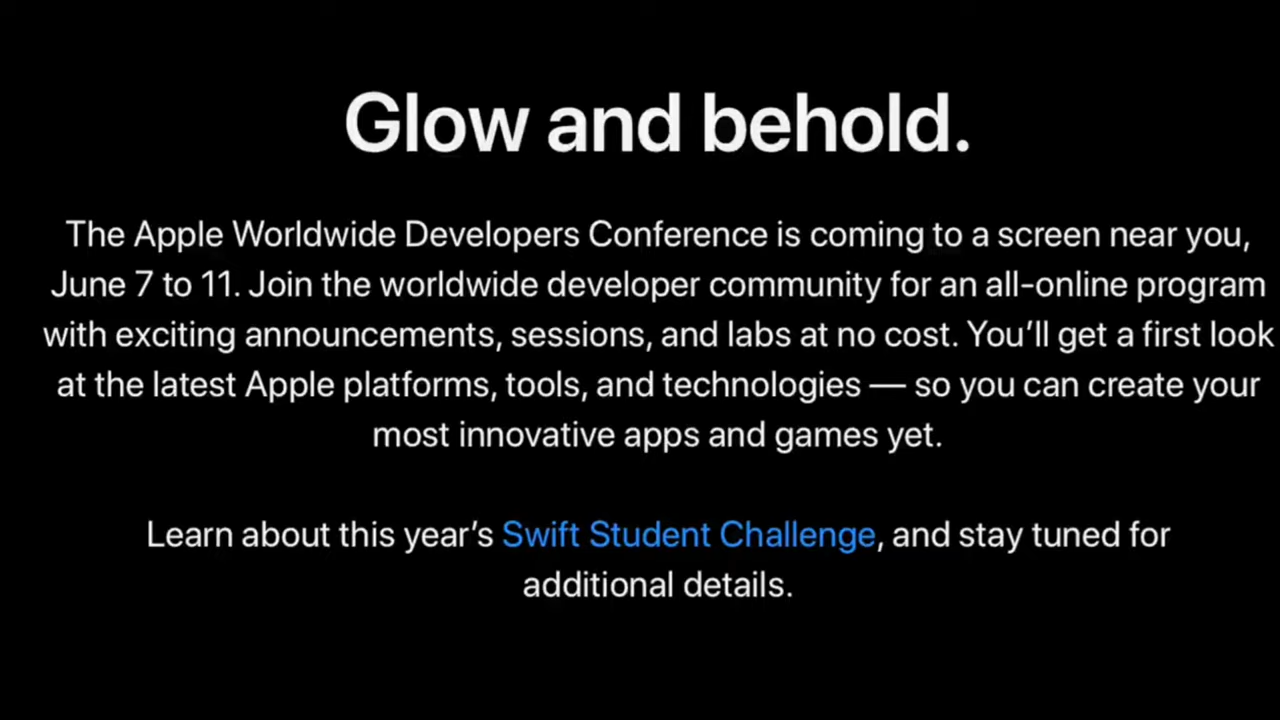 Glow and behold.
The Apple Worldwide Developers Conference is coming to a screen near you,
June 7 to 11. Join the worldwide developer community for an all-online program
with exciting announcements, sessions, and labs at no cost. You’ll get a first look
at the latest Apple platforms, tools, and technologies — so you can create your
most innovative apps and games yet.
Learn about this year’s Swift Student Challenge, and stay tuned for
additional details.